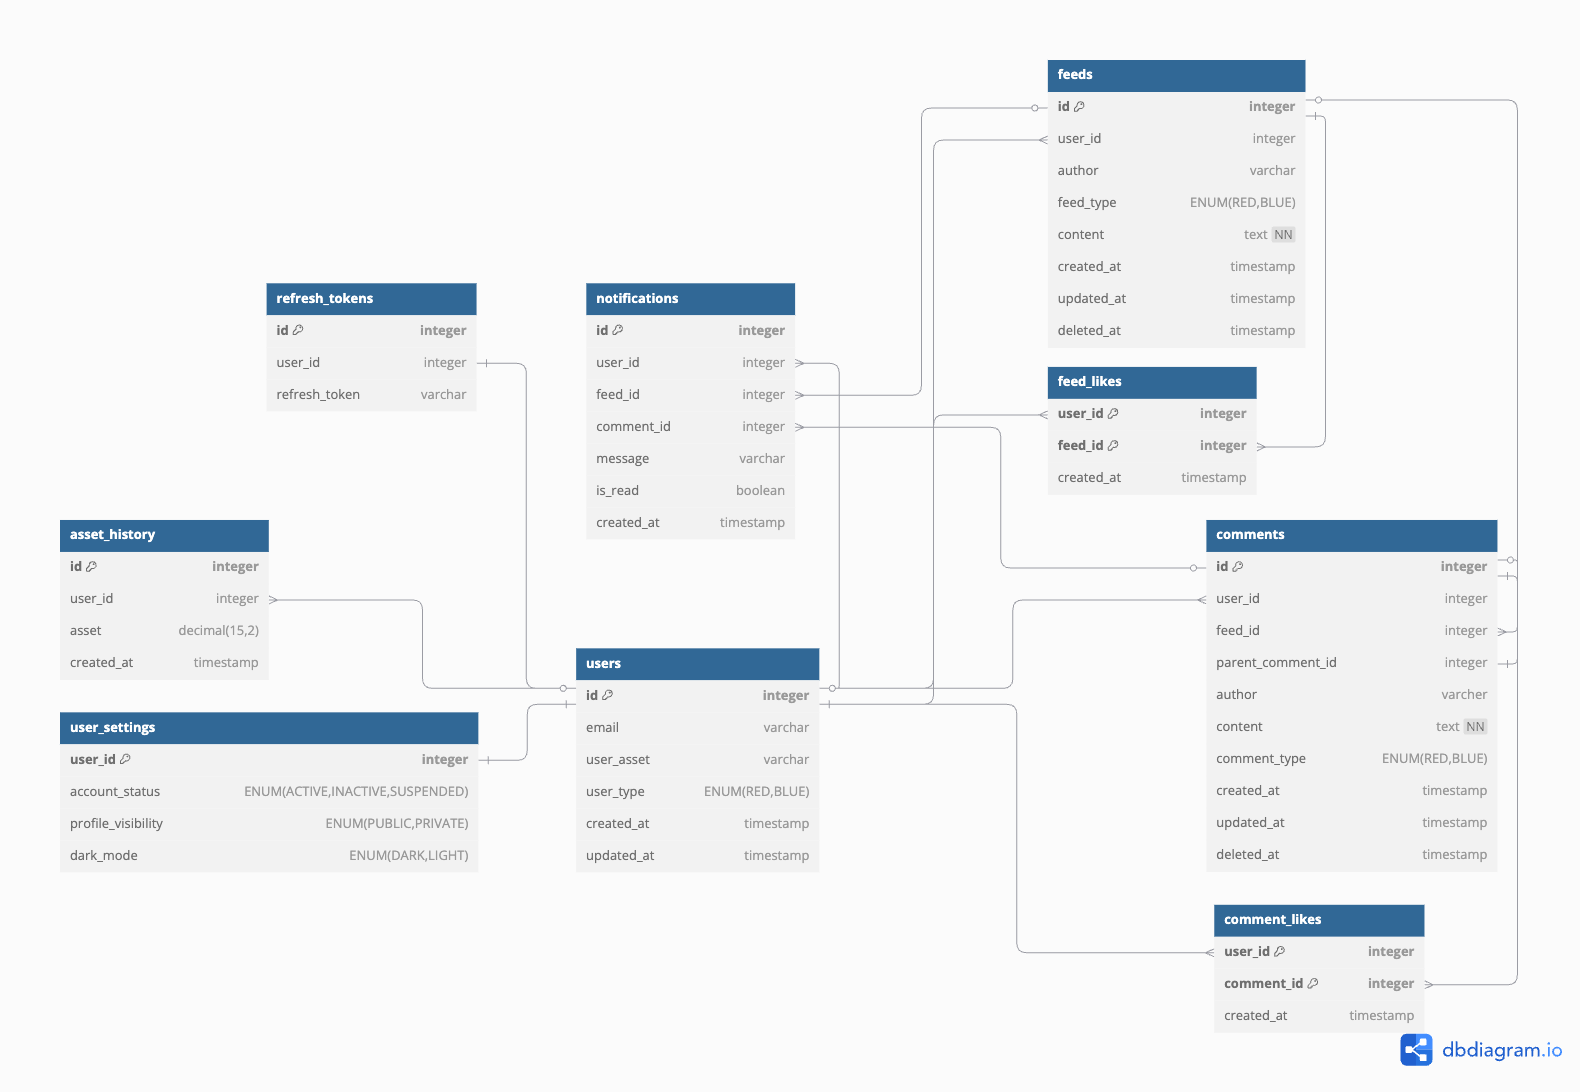 feeds
id integer
user_id integer
author varchar
feed_type ENUM(RED,BLUE)
content text NN
created_at timestamp
updated_at timestamp
deleted_at timestamp
refresh_tokens
id integer
user_id integer
refresh_token varchar
notifications
id integer
user_id integer
feed_id integer
comment_id integer
message varchar
is_read boolean
created_at timestamp
feed_likes
user_id integer
feed_id integer
created_at timestamp
asset_history
id integer
user_id integer
asset decimal(15,2)
created_at timestamp
comments
id integer
user_id integer
feed_id integer
parent_comment_id integer
author varcher
content text NN
comment_type ENUM(RED,BLUE)
created_at timestamp
updated_at timestamp
deleted_at timestamp
users
id integer
email varchar
user_asset varchar
user_type ENUM(RED,BLUE)
created_at timestamp
updated_at timestamp
user_settings
user_id integer
account_status ENUM(ACTIVE,INACTIVE,SUSPENDED)
profile_visibility ENUM(PUBLIC,PRIVATE)
dark_mode ENUM(DARK,LIGHT)
comment_likes
user_id integer
comment_id integer
created_at timestamp
dbdiagram.io